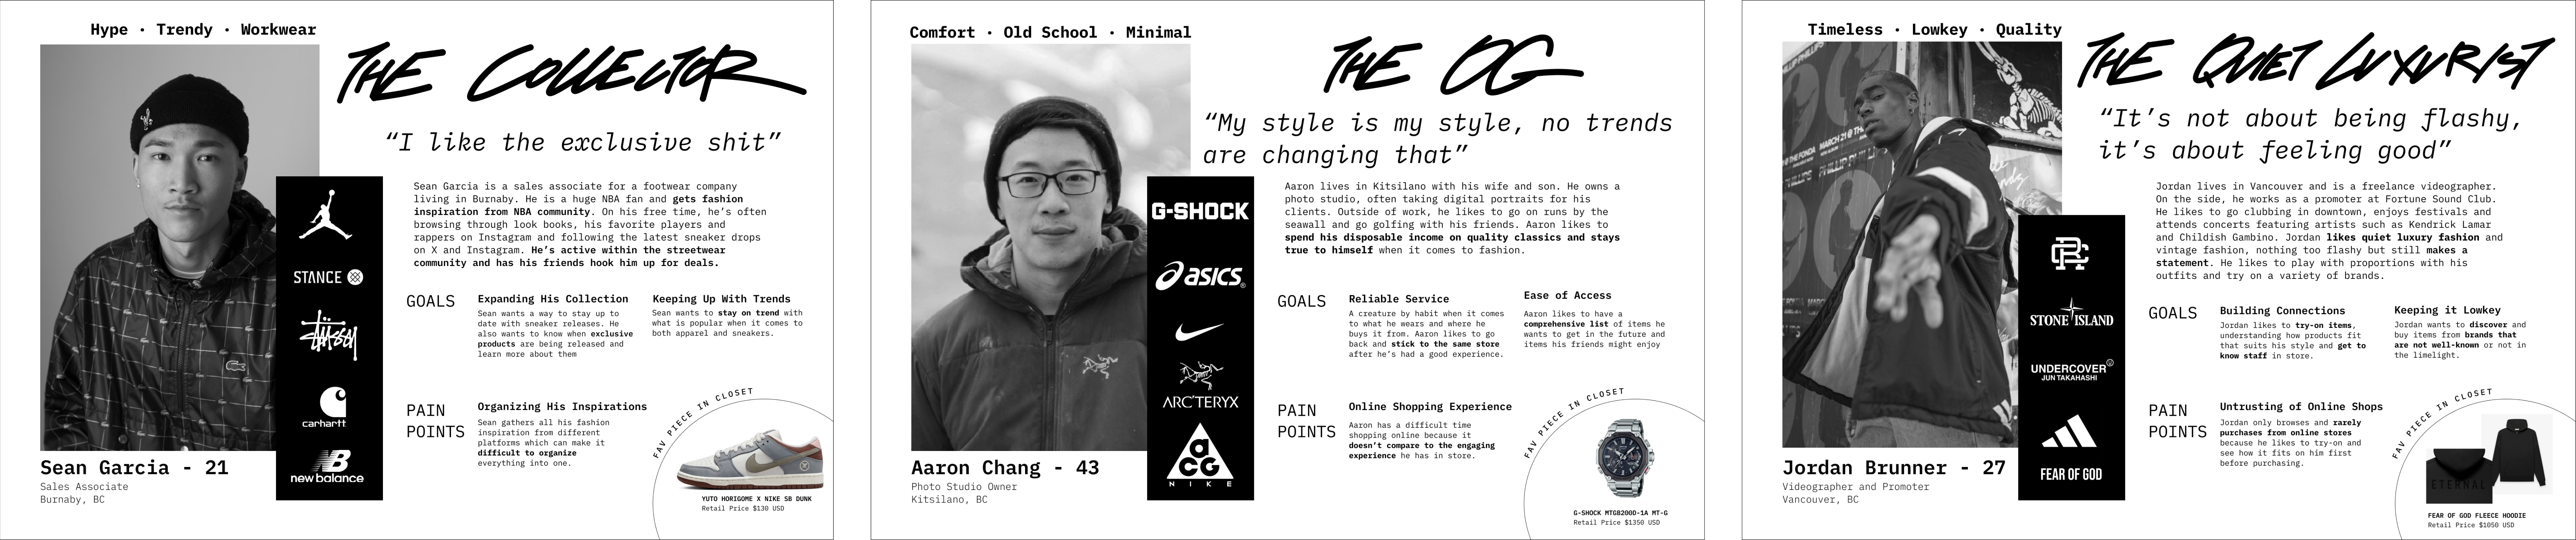 Hype · Trendy · Workwear
THE COLLECTOR
“I like the exclusive shit”
Sean Garcia is a sales associate for a footwear company
living in Burnaby. He is a huge NBA fan and gets fashion
inspiration from NBA community. On his free time, he’s often
browsing through look books, his favorite players and
rappers on Instagram and following the latest sneaker drops
on X and Instagram. He’s active within the streetwear
community and has his friends hook him up for deals.
STANCE
STÜSSY
carhartt
NB
new balance
GOALS
Expanding His Collection
Sean wants a way to stay up to
date with sneaker releases. He
also wants to know when exclusive
products are being released and
learn more about them
Keeping Up With Trends
Sean wants to stay on trend with
what is popular when it comes to
both apparel and sneakers.
PAIN
POINTS
Organizing His Inspirations
Sean gathers all his fashion
inspiration from different
platforms which can make it
difficult to organize
everything into one.
FAV PIECE IN CLOSET
YUTO HORIGOME X NIKE SB DUNK
Retail Price $130 USD
Sean Garcia - 21
Sales Associate
Burnaby, BC
Comfort · Old School · Minimal
THE OG
“My style is my style, no trends
are changing that”
Aaron lives in Kitsilano with his wife and son. He owns a
photo studio, often taking digital portraits for his
clients. Outside of work, he likes to go on runs by the
seawall and go golfing with his friends. Aaron likes to
spend his disposable income on quality classics and stays
true to himself when it comes to fashion.
G-SHOCK
asics
ARC'TERYX
aCG
NIKE
GOALS
Reliable Service
A creature by habit when it comes
to what he wears and where he
buys it from. Aaron likes to go
back and stick to the same store
after he’s had a good experience.
Ease of Access
Aaron likes to have a
comprehensive list of items he
wants to get in the future and
items his friends might enjoy
PAIN
POINTS
Online Shopping Experience
Aaron has a difficult time
shopping online because it
doesn’t compare to the engaging
experience he has in store.
FAV PIECE IN CLOSET
G-SHOCK MTGB200D-1A MT-G
Retail Price $1350 USD
Aaron Chang - 43
Photo Studio Owner
Kitsilano, BC
Timeless · Lowkey · Quality
THE QUIET LUXURIST
“It’s not about being flashy,
it’s about feeling good”
Jordan lives in Vancouver and is a freelance videographer.
On the side, he works as a promoter at Fortune Sound Club.
He likes to go clubbing in downtown, enjoys festivals and
attends concerts featuring artists such as Kendrick Lamar
and Childish Gambino. Jordan likes quiet luxury fashion and
vintage fashion, nothing too flashy but still makes a
statement. He likes to play with proportions with his
outfits and try on a variety of brands.
STONE ISLAND
UNDERCOVER
JUN TAKAHASHI
FEAR OF GOD
GOALS
Building Connections
Jordan likes to try-on items,
understanding how products fit
that suits his style and get to
know staff in store.
Keeping it Lowkey
Jordan wants to discover and
buy items from brands that
are not well-known or not in
the limelight.
PAIN
POINTS
Untrusting of Online Shops
Jordan only browses and rarely
purchases from online stores
because he likes to try-on and
see how it fits on him first
before purchasing.
FAV PIECE IN CLOSET
ETERNAL
FEAR OF GOD FLEECE HOODIE
Retail Price $1050 USD
Jordan Brunner - 27
Videographer and Promoter
Vancouver, BC